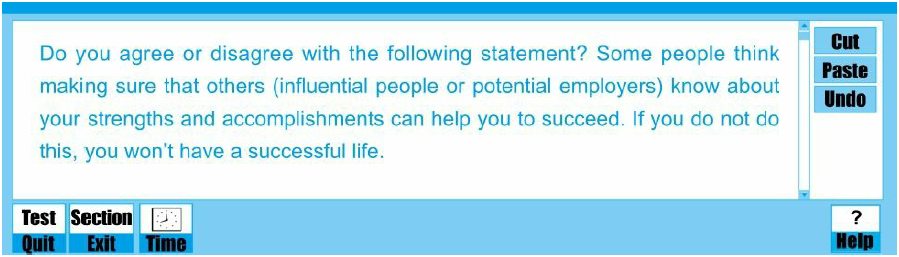 Do you agree or disagree with the following statement? Some people think
making sure that others (influential people or potential employers) know about
your strengths and accomplishments can help you to succeed. If you do not do
this, you won't have a successful life.
Cut
Paste
Undo
Test Section
Quit Exit Time
?
Help